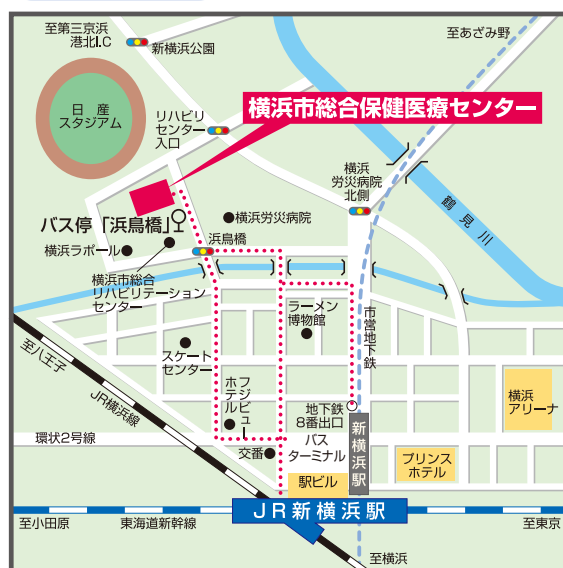 至第三京浜
港北I.C
新横浜公園
至あざみ野
日 産
スタジアム
リハビリ
センター
入口
横浜市総合保健医療センター
横浜
労災病院
北側
鶴見川
バス停「浜鳥橋」
横浜労災病院
浜鳥橋
横浜ラポール
横浜市総合
リハビリテーション
センター
ラーメン
博物館
市営地下鉄
スケート
センター
至八王子
JR横浜線
フジビュー
ホテル
地下鉄
8番出口
横浜
アリーナ
環状2号線
交番
バス
ターミナル
新横浜駅
プリンス
ホテル
駅ビル
JR新横浜駅
至小田原
東海道新幹線
至東京
至横浜